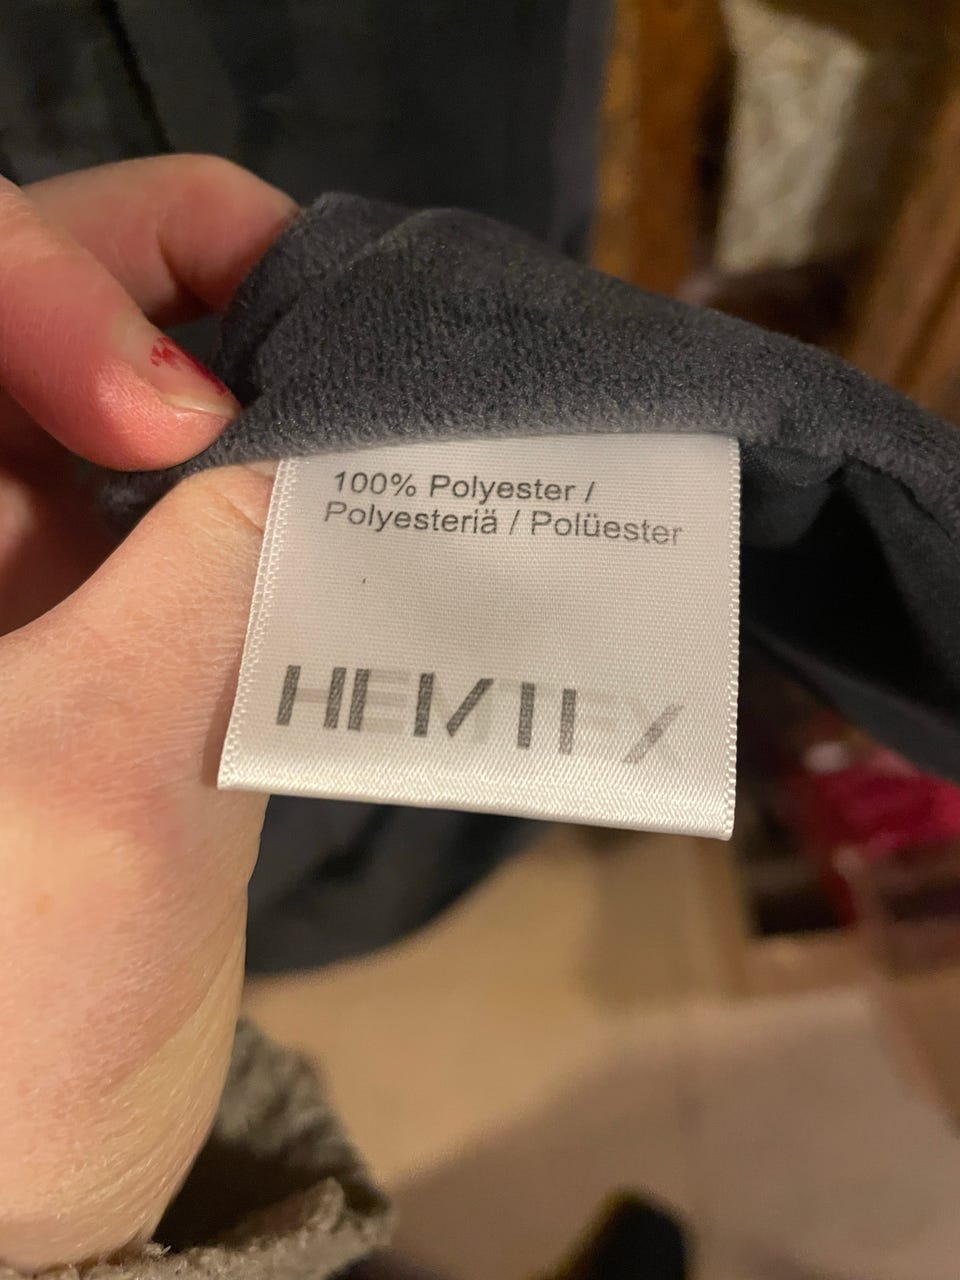 100% Polyester /
Polyesteriä / Polüester
HEMTEX